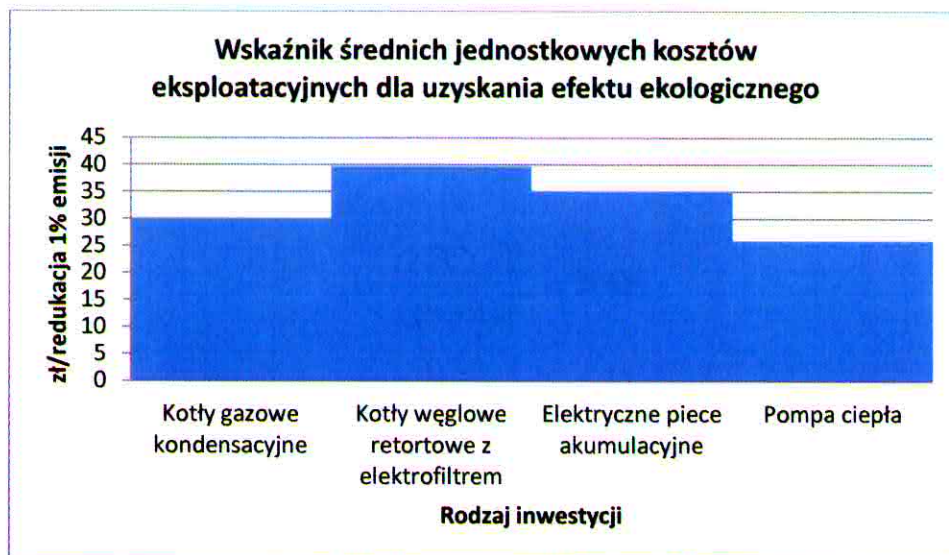 Wskaźnik średnich jednostkowych kosztów
eksploatacyjnych dla uzyskania efektu ekologicznego
zł/redukacja 1% emisji
45
40
35
30
25
20
15
10
5
0
Kotły gazowe
kondensacyjne
Kotły węglowe
retortowe z
elektrofiltrem
Elektryczne piece
akumulacyjne
Pompa ciepła
Rodzaj inwestycji